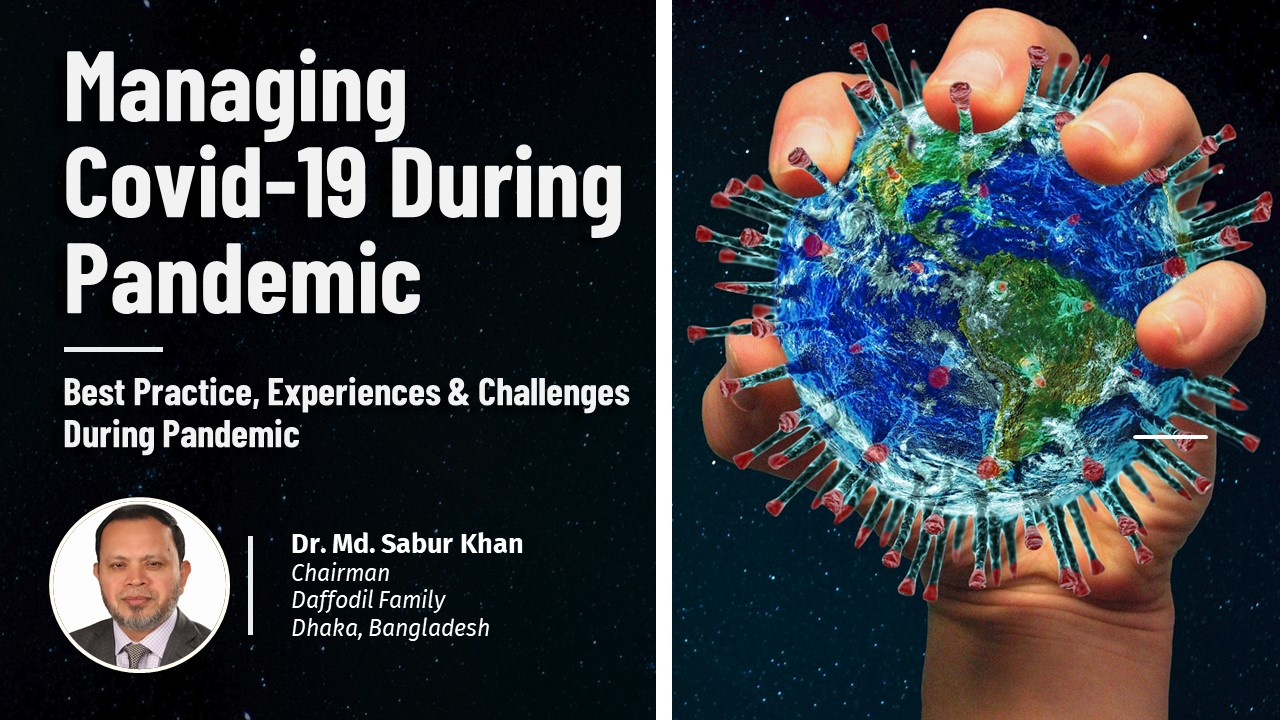 Managing
Covid-19 During
Pandemic
Best Practice, Experiences & Challenges
During Pandemic
Dr. Md. Sabur Khan
Chairman
Daffodil Family
Dhaka, Bangladesh